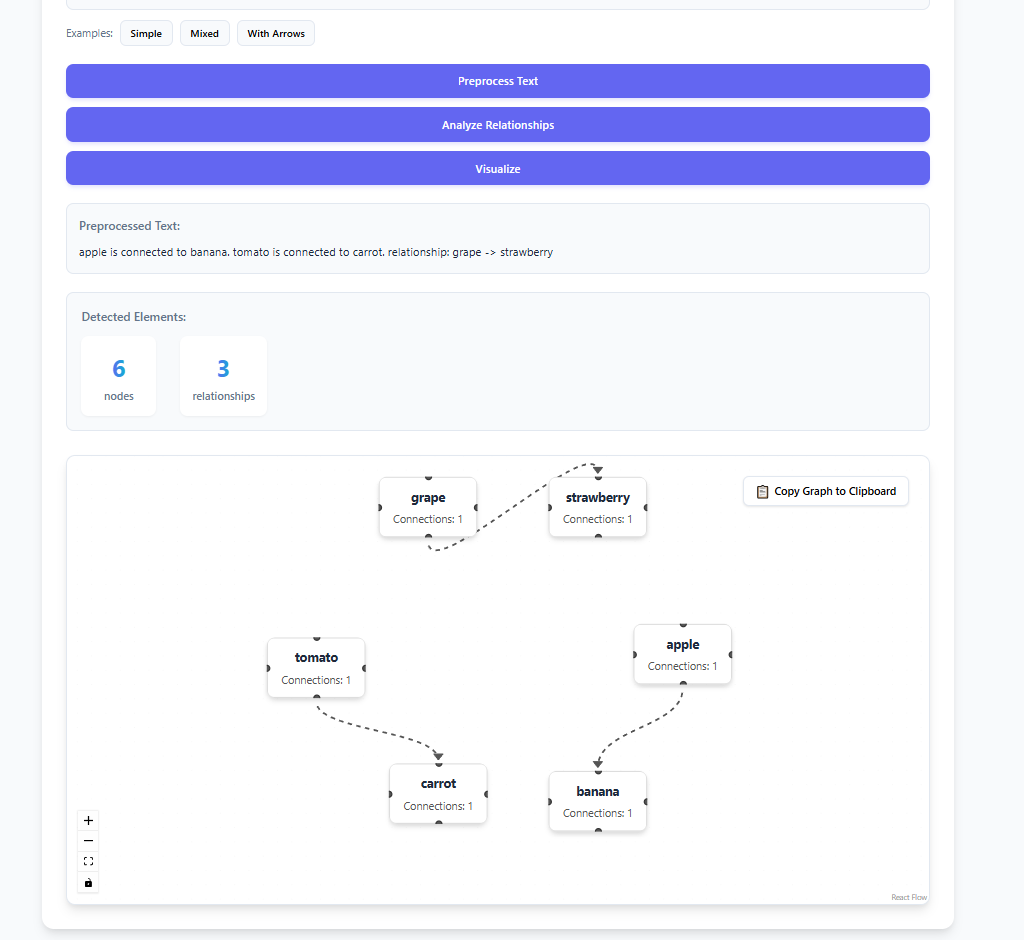 Examples: Simple Mixed With Arrows
Preprocess Text
Analyze Relationships
Visualize
Preprocessed Text:
apple is connected to banana. tomato is connected to carrot. relationship: grape -> strawberry
Detected Elements:
6 3
nodes relationships
Copy Graph to Clipboard
grape strawberry
Connections: 1 Connections: 1
apple
Connections: 1
tomato
Connections: 1
carrot
Connections: 1
banana
Connections: 1
React Flow